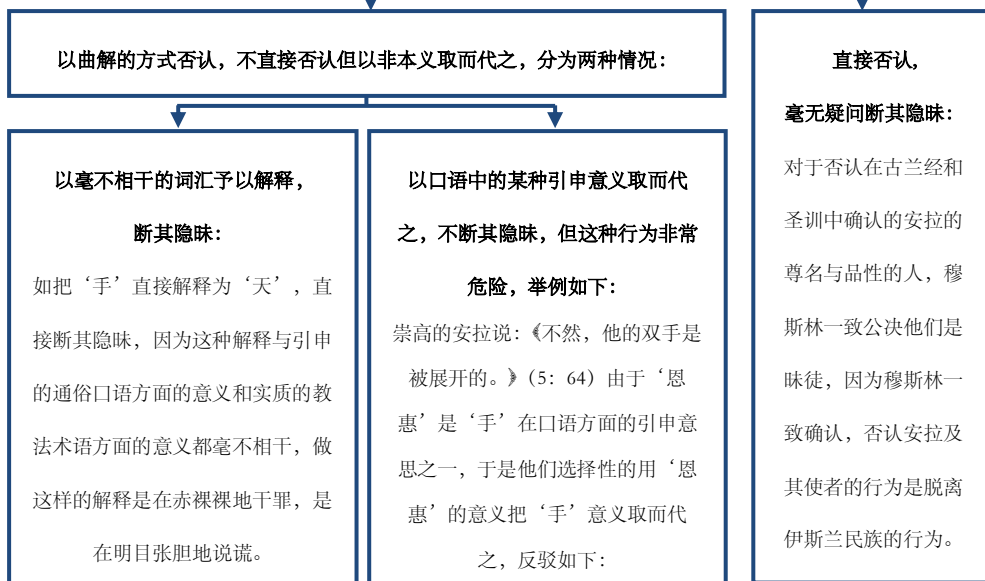 以曲解的方式否认，不直接否认但以非本义取而代之，分为两种情况：
以毫不相干的词汇予以解释，
断其隐昧：
如把‘手’直接解释为‘天’，直
接断其隐昧，因为这种解释与引申
的通俗口语方面的意义和实质的教
法术语方面的意义都毫不相干，做
这样的解释是在赤裸裸地干罪，是
在明目张胆地说谎。
以口语中的某种引申意义取而代
之，不断其隐昧，但这种行为非常
危险，举例如下：
崇高的安拉说：﴾不然，他的双手是
被展开的。﴿（5：64）由于‘恩
惠’是‘手’在口语方面的引申意
思之一，于是他们选择性的用‘恩
惠’的意义把‘手’意义取而代
之，反驳如下：
直接否认，
毫无疑问断其隐昧：
对于否认在古兰经和
圣训中确认的安拉的
尊名与品性的人，穆
斯林一致公决他们是
昧徒，因为穆斯林一
致确认，否认安拉及
其使者的行为是脱离
伊斯兰民族的行为。